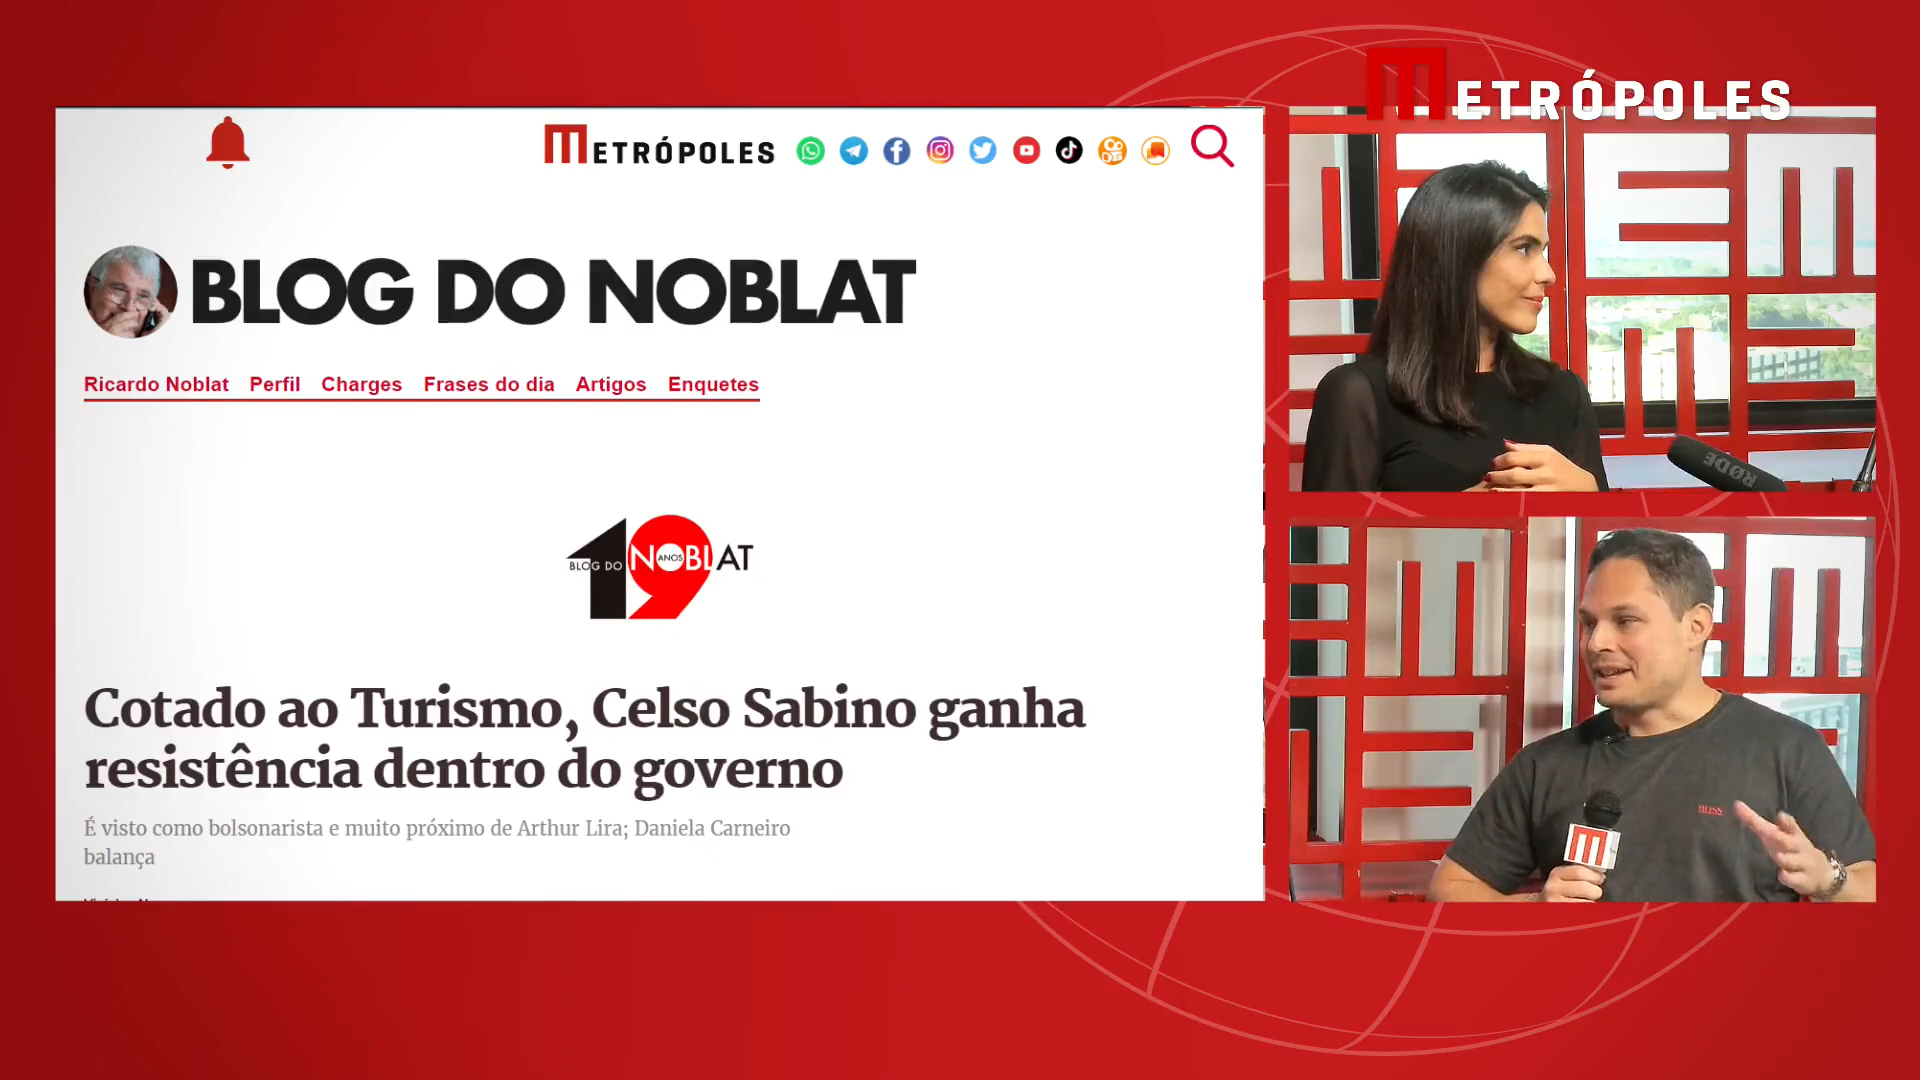 METRÓPOLES
METRÓPOLES
BLOG DO NOBLAT
Ricardo Noblat Perfil Charges Frases do dia Artigos Enquetes
19
BLOG DO NOBLAT
ANOS
Cotado ao Turismo, Celso Sabino ganha
resistência dentro do governo
É visto como bolsonarista e muito próximo de Arthur Lira; Daniela Carneiro
balança
RØDE
BOSS